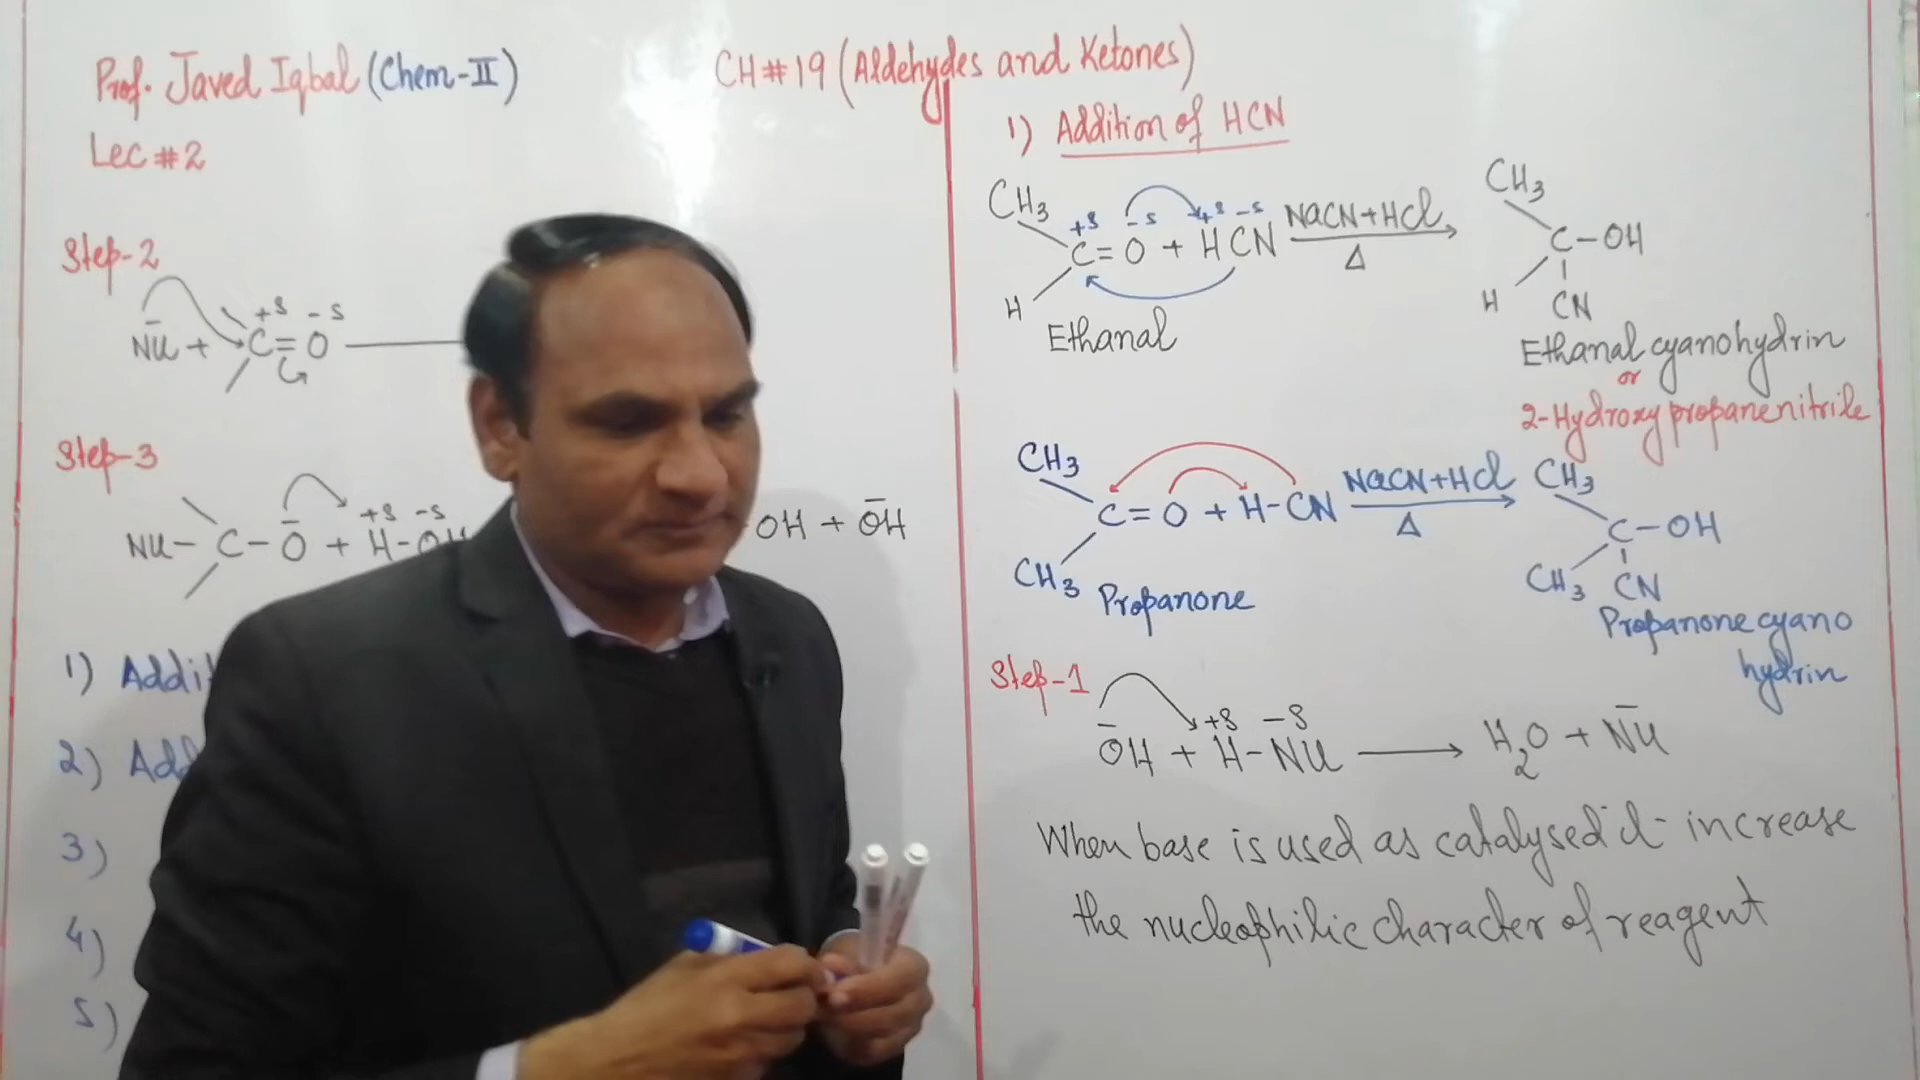 Prof. Javed Iqbal (Chem-II)
Lec #2
CH#19 (Aldehydes and Ketones)
Step-2
N̄u + C=O
+δ -δ
Step-3
+δ -δ
Nu-C-Ō + H-OH
OH + ŌH
1) Addi
2) Add
3)
4)
5)
1) Addition of HCN
CH₃ CH₃
+δ -δ +δ -δ NaCN+HCl
C=O + HCN Δ C-OH
H H CN
Ethanal Ethanal cyanohydrin
or
2-Hydroxy propanenitrile
CH₃ NaCN+HCl CH₃
C=O + H-CN Δ C-OH
CH₃ CH₃ CN
Propanone Propanone cyano
hydrin
Step-1
+δ -δ
ŌH + H-Nu → H₂O + N̄u
When base is used as catalysed it increase
the nucleophilic character of reagent